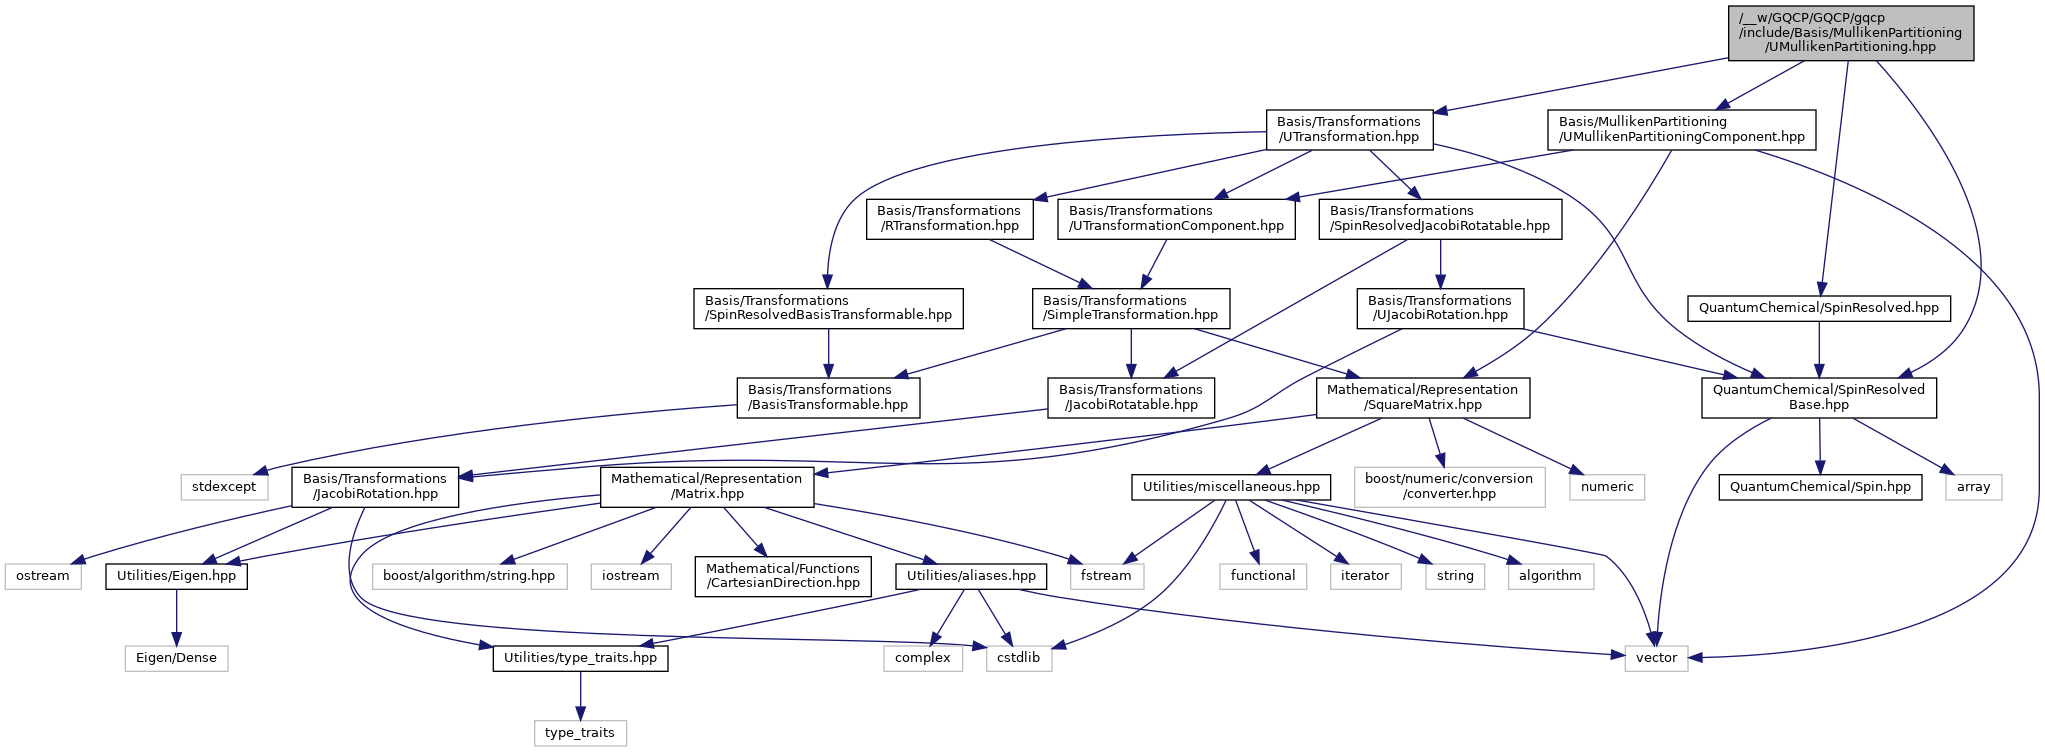 /__w/GQCP/GQCP/gqcp
/include/Basis/MullikenPartitioning
/UMullikenPartitioning.hpp
Basis/Transformations
/UTransformation.hpp
Basis/MullikenPartitioning
/UMullikenPartitioningComponent.hpp
Basis/Transformations
/RTransformation.hpp
Basis/Transformations
/UTransformationComponent.hpp
Basis/Transformations
/SpinResolvedJacobiRotatable.hpp
Basis/Transformations
/SpinResolvedBasisTransformable.hpp
Basis/Transformations
/SimpleTransformation.hpp
Basis/Transformations
/UJacobiRotation.hpp
QuantumChemical/SpinResolved.hpp
Basis/Transformations
/BasisTransformable.hpp
Basis/Transformations
/JacobiRotatable.hpp
Mathematical/Representation
/SquareMatrix.hpp
QuantumChemical/SpinResolved
Base.hpp
stdexcept
Basis/Transformations
/JacobiRotation.hpp
Mathematical/Representation
/Matrix.hpp
Utilities/miscellaneous.hpp
boost/numeric/conversion
/converter.hpp
numeric
QuantumChemical/Spin.hpp
array
ostream
Utilities/Eigen.hpp
boost/algorithm/string.hpp
iostream
Mathematical/Functions
/CartesianDirection.hpp
Utilities/aliases.hpp
fstream
functional
iterator
string
algorithm
Eigen/Dense
Utilities/type_traits.hpp
complex
cstdlib
vector
type_traits